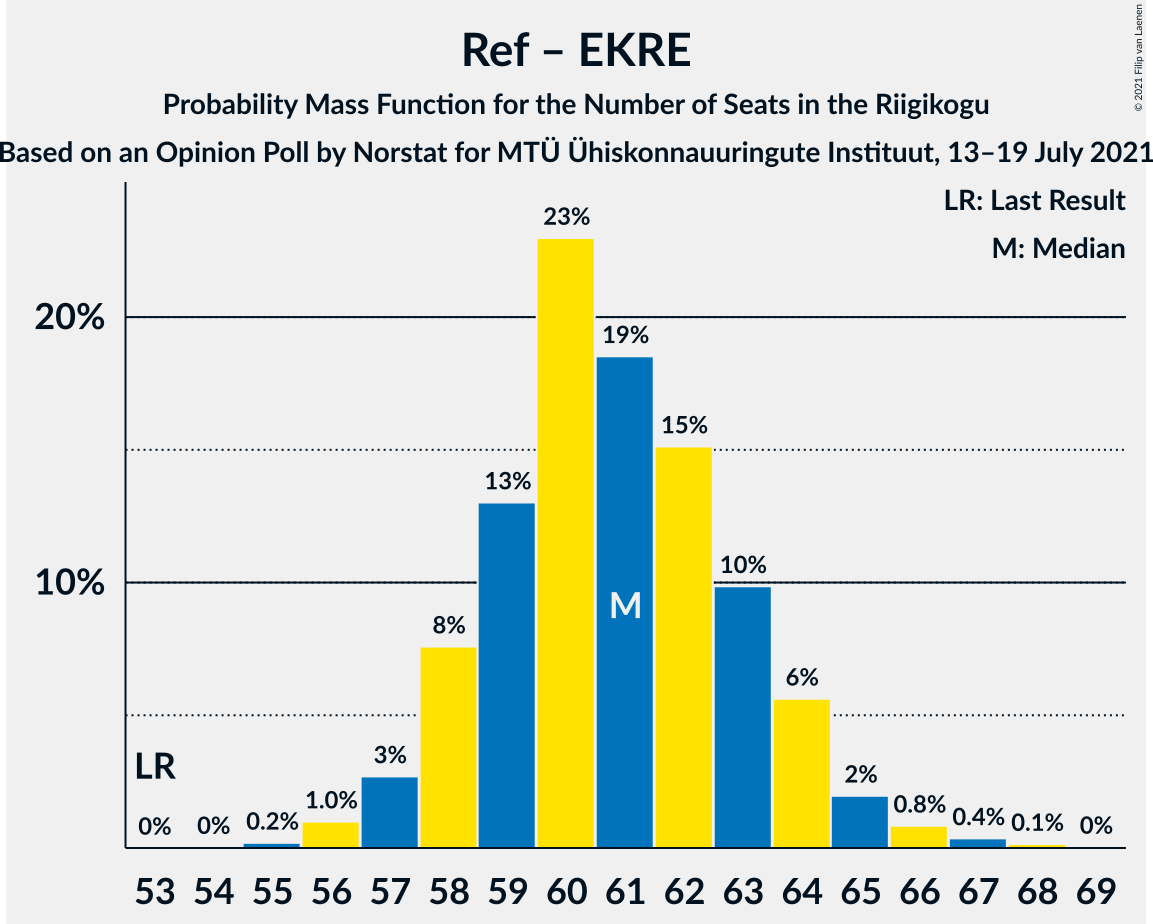 Ref – EKRE
Probability Mass Function for the Number of Seats in the Riigikogu
Based on an Opinion Poll by Norstat for MTÜ Ühiskonnauuringute Instituut, 13–19 July 2021
© 2021 Filip van Laenen
LR: Last Result
M: Median
20%
10%
23%
19%
15%
13%
10%
8%
6%
3%
2%
1.0%
0.8%
0.4%
0.2%
0.1%
0%
0%
0%
LR
M
53 54 55 56 57 58 59 60 61 62 63 64 65 66 67 68 69